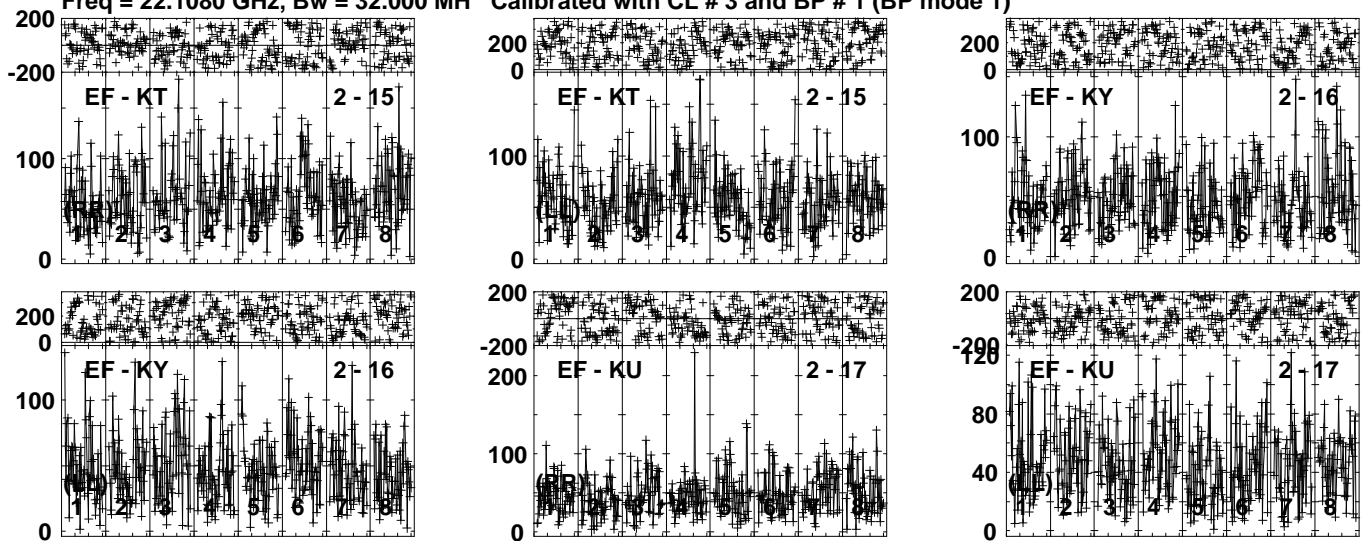 Freq = 22.1080 GHz, Bw = 32.000 MH Calibrated with CL # 3 and BP # 1 (BP mode 1)
200
-200
EF - KT 2 - 15
100
(RR)
1 2 3 4 5 6 7 8
0
200
0
EF - KT 2 - 15
100
(LL)
1 2 3 4 5 6 7 8
0
200
0
EF - KY 2 - 16
100
(RR)
1 2 3 4 5 6 7 8
0
200
0
EF - KY 2 - 16
100
(LL)
1 2 3 4 5 6 7 8
0
200
-200
200
EF - KU 2 - 17
100
(RR)
1 2 3 4 5 6 7 8
0
200
-200
120
EF - KU 2 - 17
80
40
(LL)
1 2 3 4 5 6 7 8
0